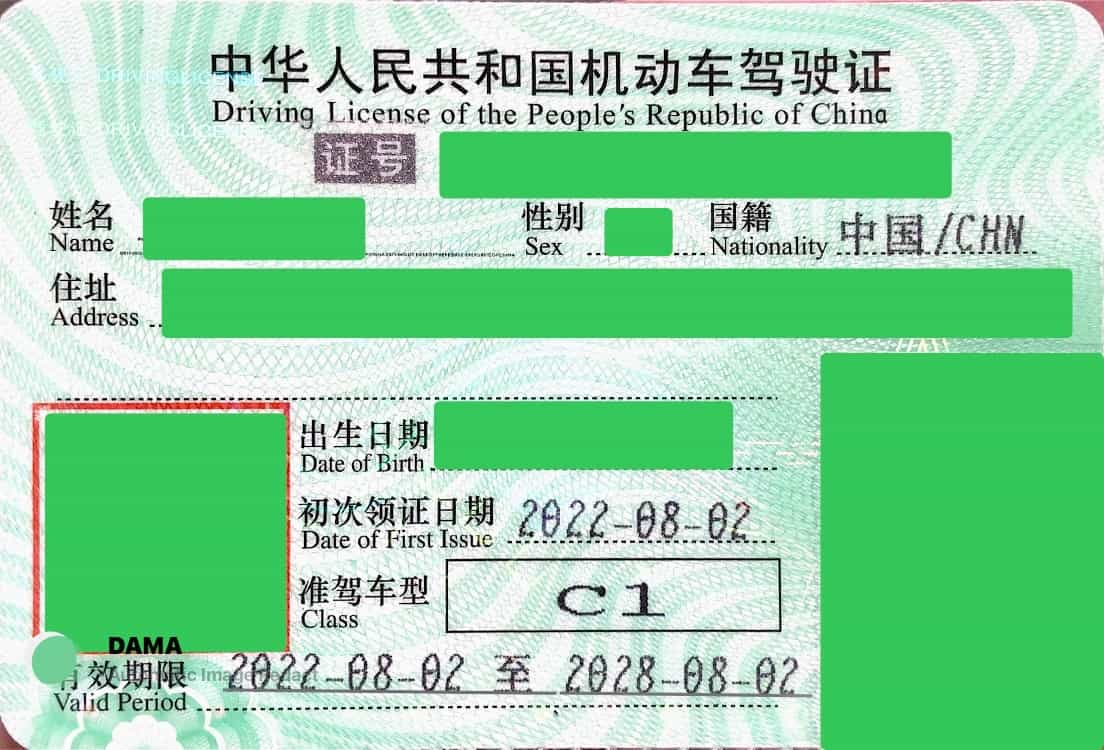 中华人民共和国机动车驾驶证
Driving License of the People's Republic of China
证号
姓名 性别 国籍 中国/CHN
Name Sex Nationality
住址
Address
出生日期
Date of Birth
初次领证日期 2022-08-02
Date of First Issue
准驾车型 C1
Class
DAMA
有效期限 2022-08-02 至 2028-08-02
Valid Period